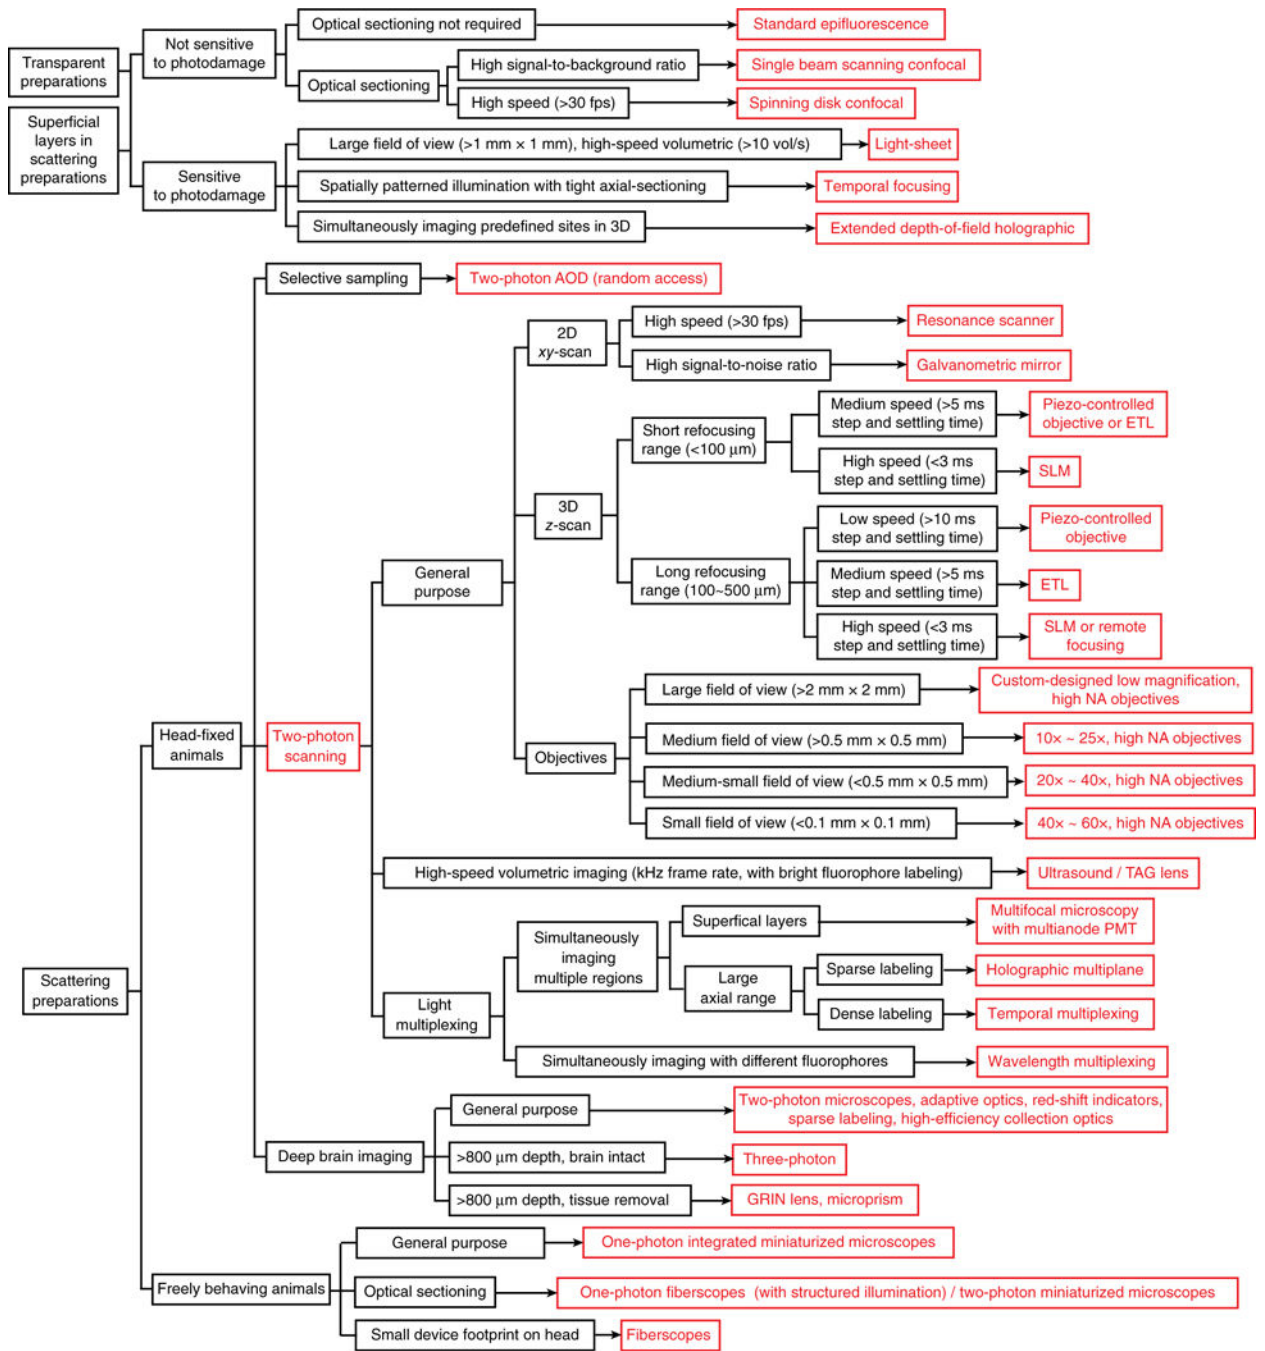 Transparent
preparations
Superficial
layers in
scattering
preparations
Not sensitive
to photodamage
Optical sectioning not required
Standard epifluorescence
Optical sectioning
High signal-to-background ratio
Single beam scanning confocal
High speed (>30 fps)
Spinning disk confocal
Sensitive
to photodamage
Large field of view (>1 mm × 1 mm), high-speed volumetric (>10 vol/s)
Light-sheet
Spatially patterned illumination with tight axial-sectioning
Temporal focusing
Simultaneously imaging predefined sites in 3D
Extended depth-of-field holographic
Scattering
preparations
Head-fixed
animals
Selective sampling
Two-photon AOD (random access)
Two-photon
scanning
General
purpose
2D
xy-scan
High speed (>30 fps)
Resonance scanner
High signal-to-noise ratio
Galvanometric mirror
3D
z-scan
Short refocusing
range (<100 µm)
Medium speed (>5 ms
step and settling time)
Piezo-controlled
objective or ETL
High speed (<3 ms
step and settling time)
SLM
Long refocusing
range (100~500 µm)
Low speed (>10 ms
step and settling time)
Piezo-controlled
objective
Medium speed (>5 ms
step and settling time)
ETL
High speed (<3 ms
step and settling time)
SLM or remote
focusing
Objectives
Large field of view (>2 mm × 2 mm)
Custom-designed low magnification,
high NA objectives
Medium field of view (>0.5 mm × 0.5 mm)
10× ~ 25×, high NA objectives
Medium-small field of view (<0.5 mm × 0.5 mm)
20× ~ 40×, high NA objectives
Small field of view (<0.1 mm × 0.1 mm)
40× ~ 60×, high NA objectives
High-speed volumetric imaging (kHz frame rate, with bright fluorophore labeling)
Ultrasound / TAG lens
Light
multiplexing
Simultaneously
imaging
multiple regions
Superfical layers
Multifocal microscopy
with multianode PMT
Large
axial range
Sparse labeling
Holographic multiplane
Dense labeling
Temporal multiplexing
Simultaneously imaging with different fluorophores
Wavelength multiplexing
Deep brain imaging
General purpose
Two-photon microscopes, adaptive optics, red-shift indicators,
sparse labeling, high-efficiency collection optics
>800 µm depth, brain intact
Three-photon
>800 µm depth, tissue removal
GRIN lens, microprism
Freely behaving animals
General purpose
One-photon integrated miniaturized microscopes
Optical sectioning
One-photon fiberscopes (with structured illumination) / two-photon miniaturized microscopes
Small device footprint on head
Fiberscopes